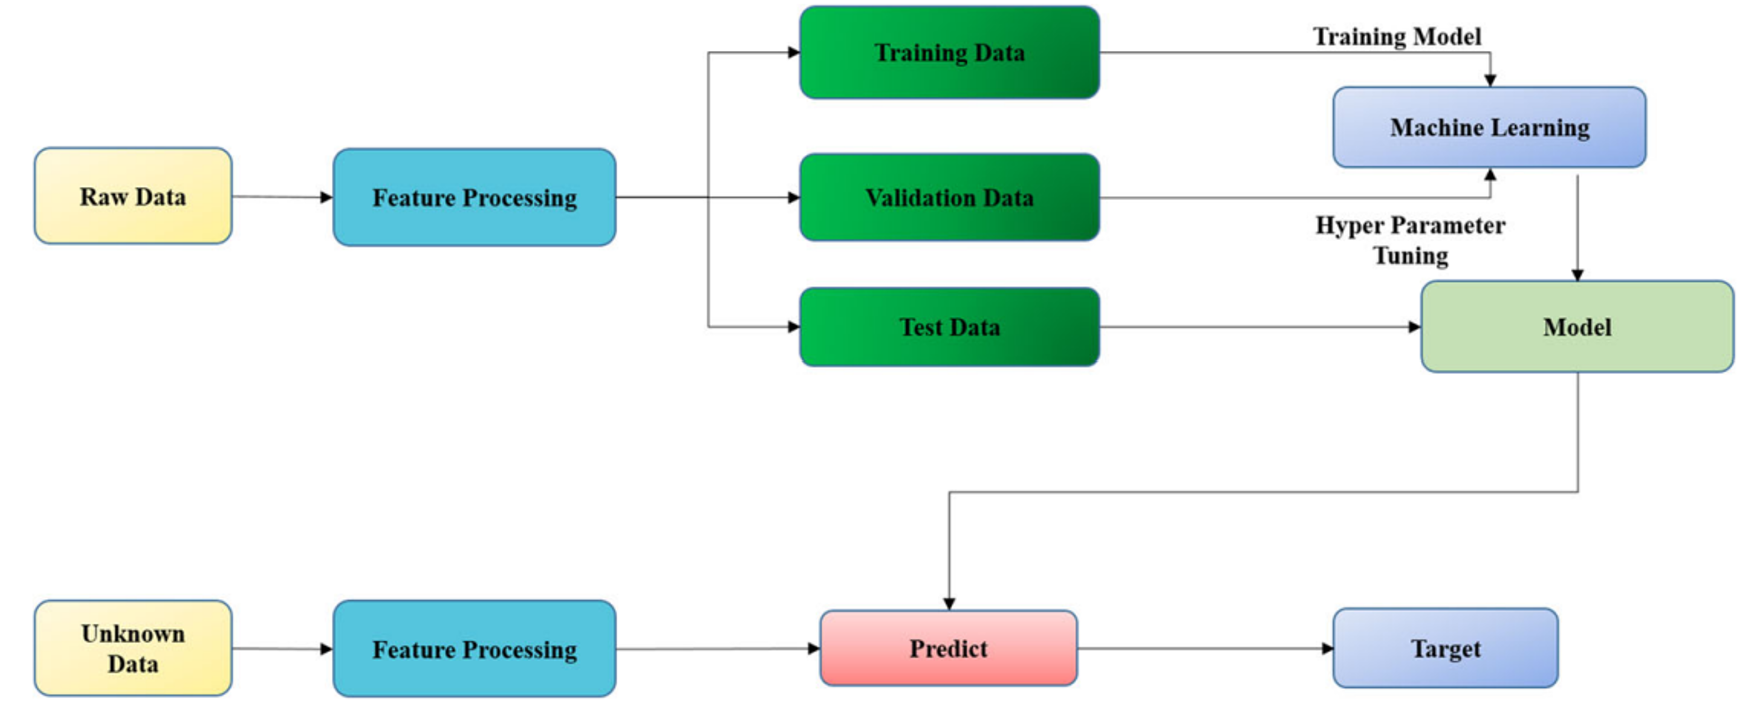 Training Data
Training Model
Machine Learning
Raw Data
Feature Processing
Validation Data
Hyper Parameter
Tuning
Test Data
Model
Unknown
Data
Feature Processing
Predict
Target